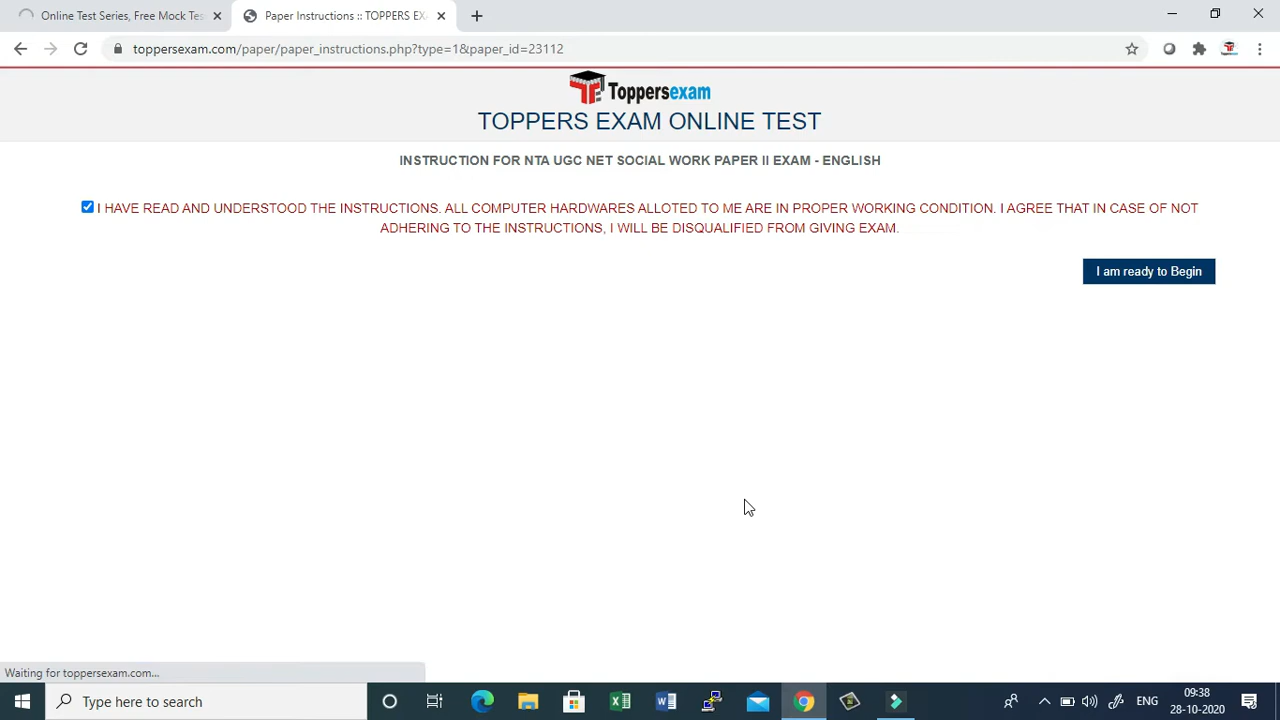 Online Test Series, Free Mock Tes
Paper Instructions :: TOPPERS EX
toppersexam.com/paper/paper_instructions.php?type=1&paper_id=23112
Toppersexam
TOPPERS EXAM ONLINE TEST
INSTRUCTION FOR NTA UGC NET SOCIAL WORK PAPER II EXAM - ENGLISH
I HAVE READ AND UNDERSTOOD THE INSTRUCTIONS. ALL COMPUTER HARDWARES ALLOTED TO ME ARE IN PROPER WORKING CONDITION. I AGREE THAT IN CASE OF NOT
ADHERING TO THE INSTRUCTIONS, I WILL BE DISQUALIFIED FROM GIVING EXAM.
I am ready to Begin
Waiting for toppersexam.com...
Type here to search
ENG
09:38
28-10-2020